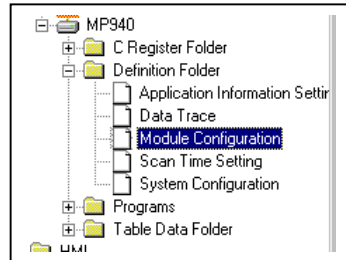 MP940
C Register Folder
Definition Folder
Application Information Settir
Data Trace
Module Configuration
Scan Time Setting
System Configuration
Programs
Table Data Folder
HMI